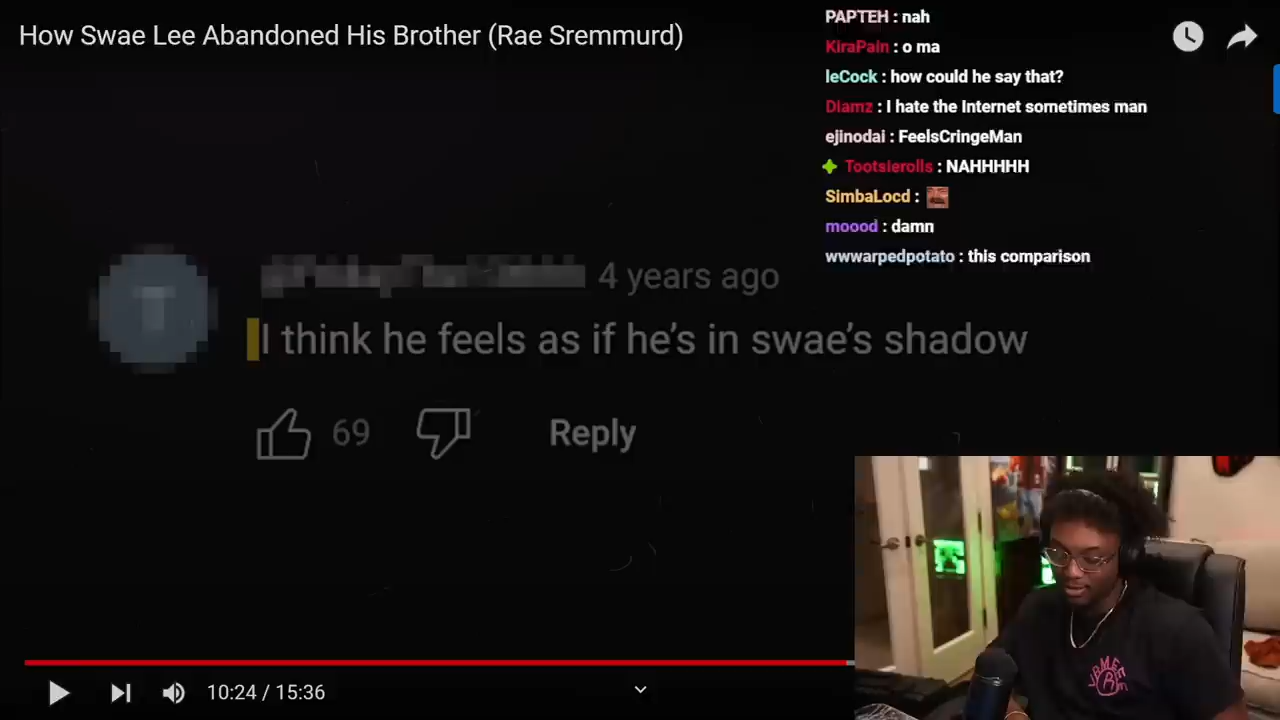 How Swae Lee Abandoned His Brother (Rae Sremmurd)
PAPTEH : nah
KiraPain : o ma
leCock : how could he say that?
Diamz : I hate the Internet sometimes man
ejinodai : FeelsCringeMan
Tootsierolls : NAHHHHH
SimbaLocd :
moood : damn
wwwarpedpotato : this comparison
4 years ago
I think he feels as if he's in swae's shadow
69 Reply
10:24 / 15:36